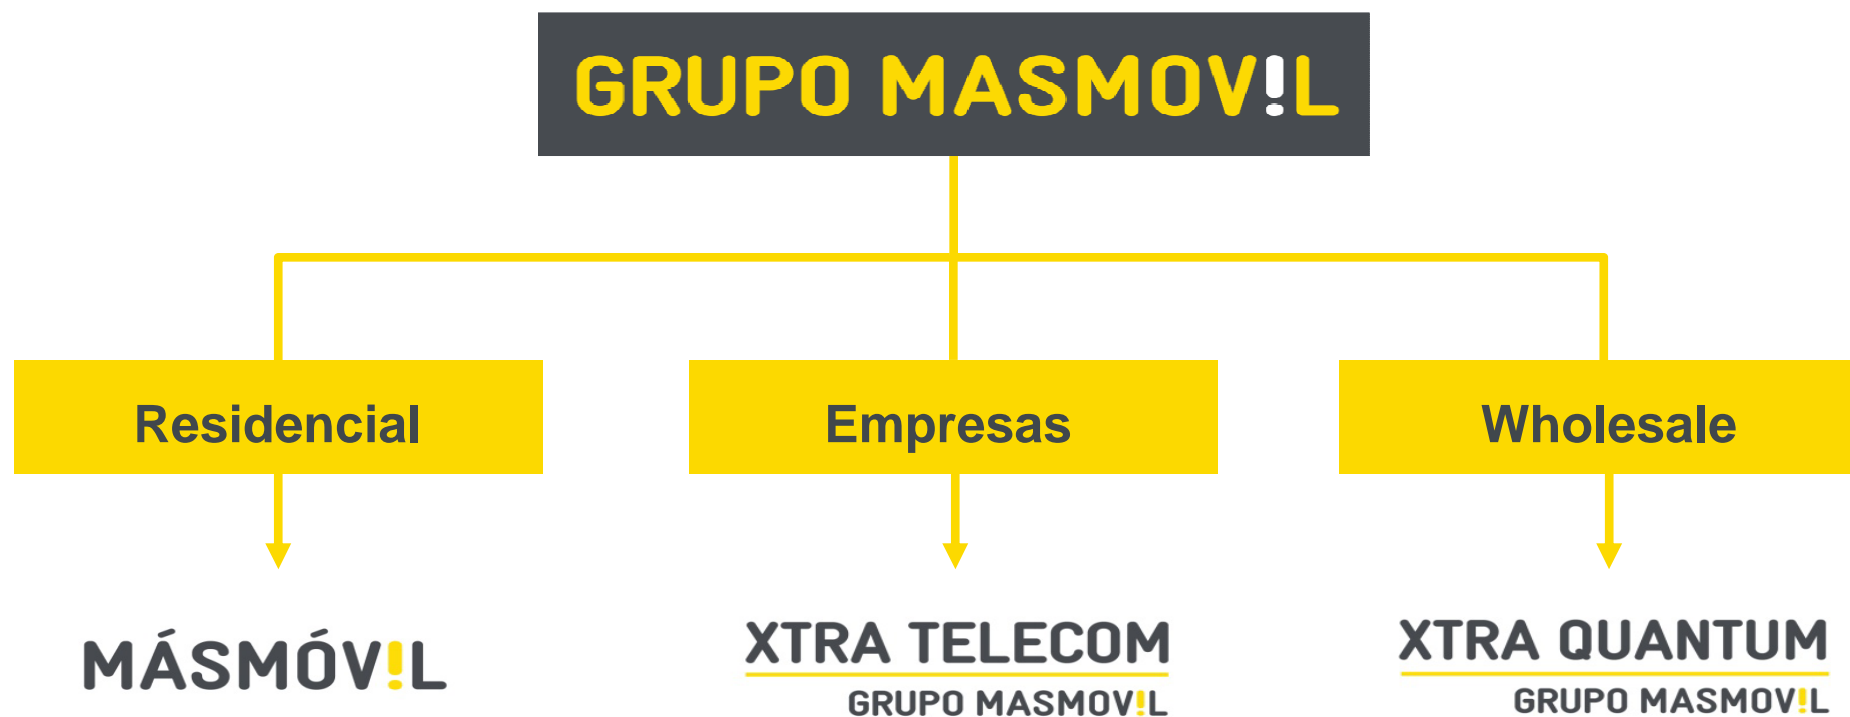 GRUPO MASMOV!L
Residencial
Empresas
Wholesale
MÁSMÓV!L
XTRA TELECOM
GRUPO MASMOV!L
XTRA QUANTUM
GRUPO MASMOV!L